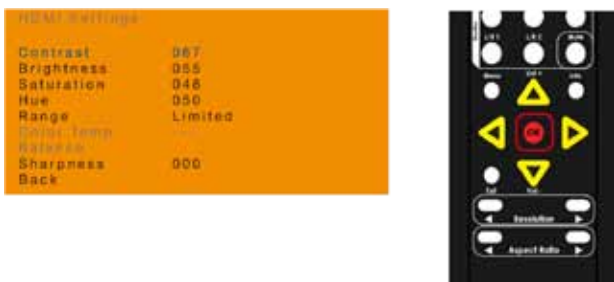 HDMI Settings
Contrast 067
Brightness 055
Saturation 048
Hue 050
Range Limited
Color Temp
Sharpness 000
Back
Menu
Info
OK
Resolution
Aspect Ratio